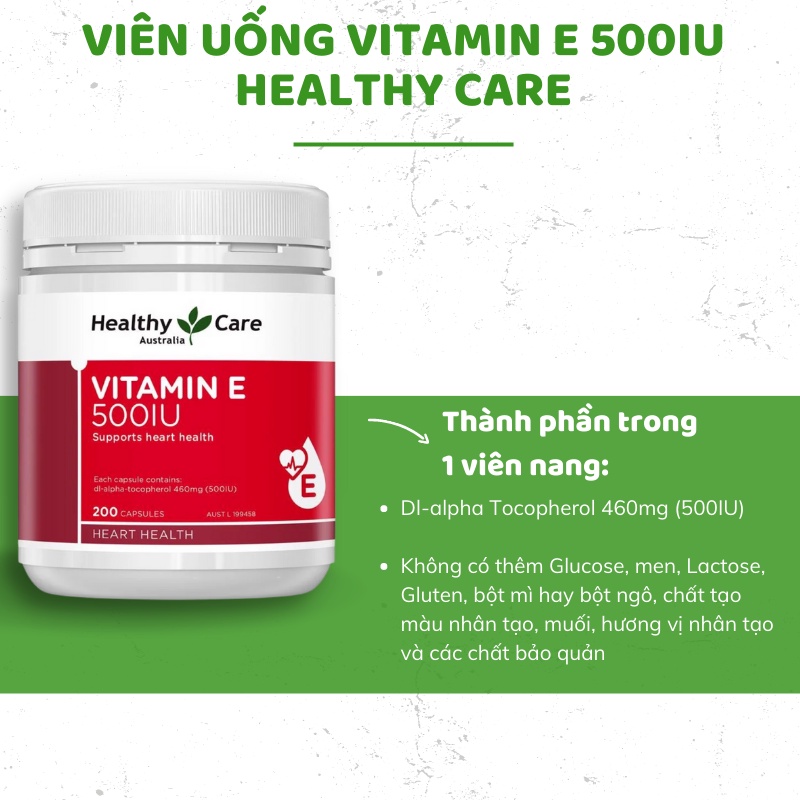 VIÊN UỐNG VITAMIN E 500IU
HEALTHY CARE
Healthy Care
Australia
VITAMIN E
500IU
Supports heart health
Each capsule contains:
dl-alpha-tocopherol 460mg (500IU)
E
200 CAPSULES AUST L 199458
HEART HEALTH
Thành phần trong
1 viên nang:
• Dl-alpha Tocopherol 460mg (500IU)
• Không có thêm Glucose, men, Lactose,
Gluten, bột mì hay bột ngô, chất tạo
màu nhân tạo, muối, hương vị nhân tạo
và các chất bảo quản